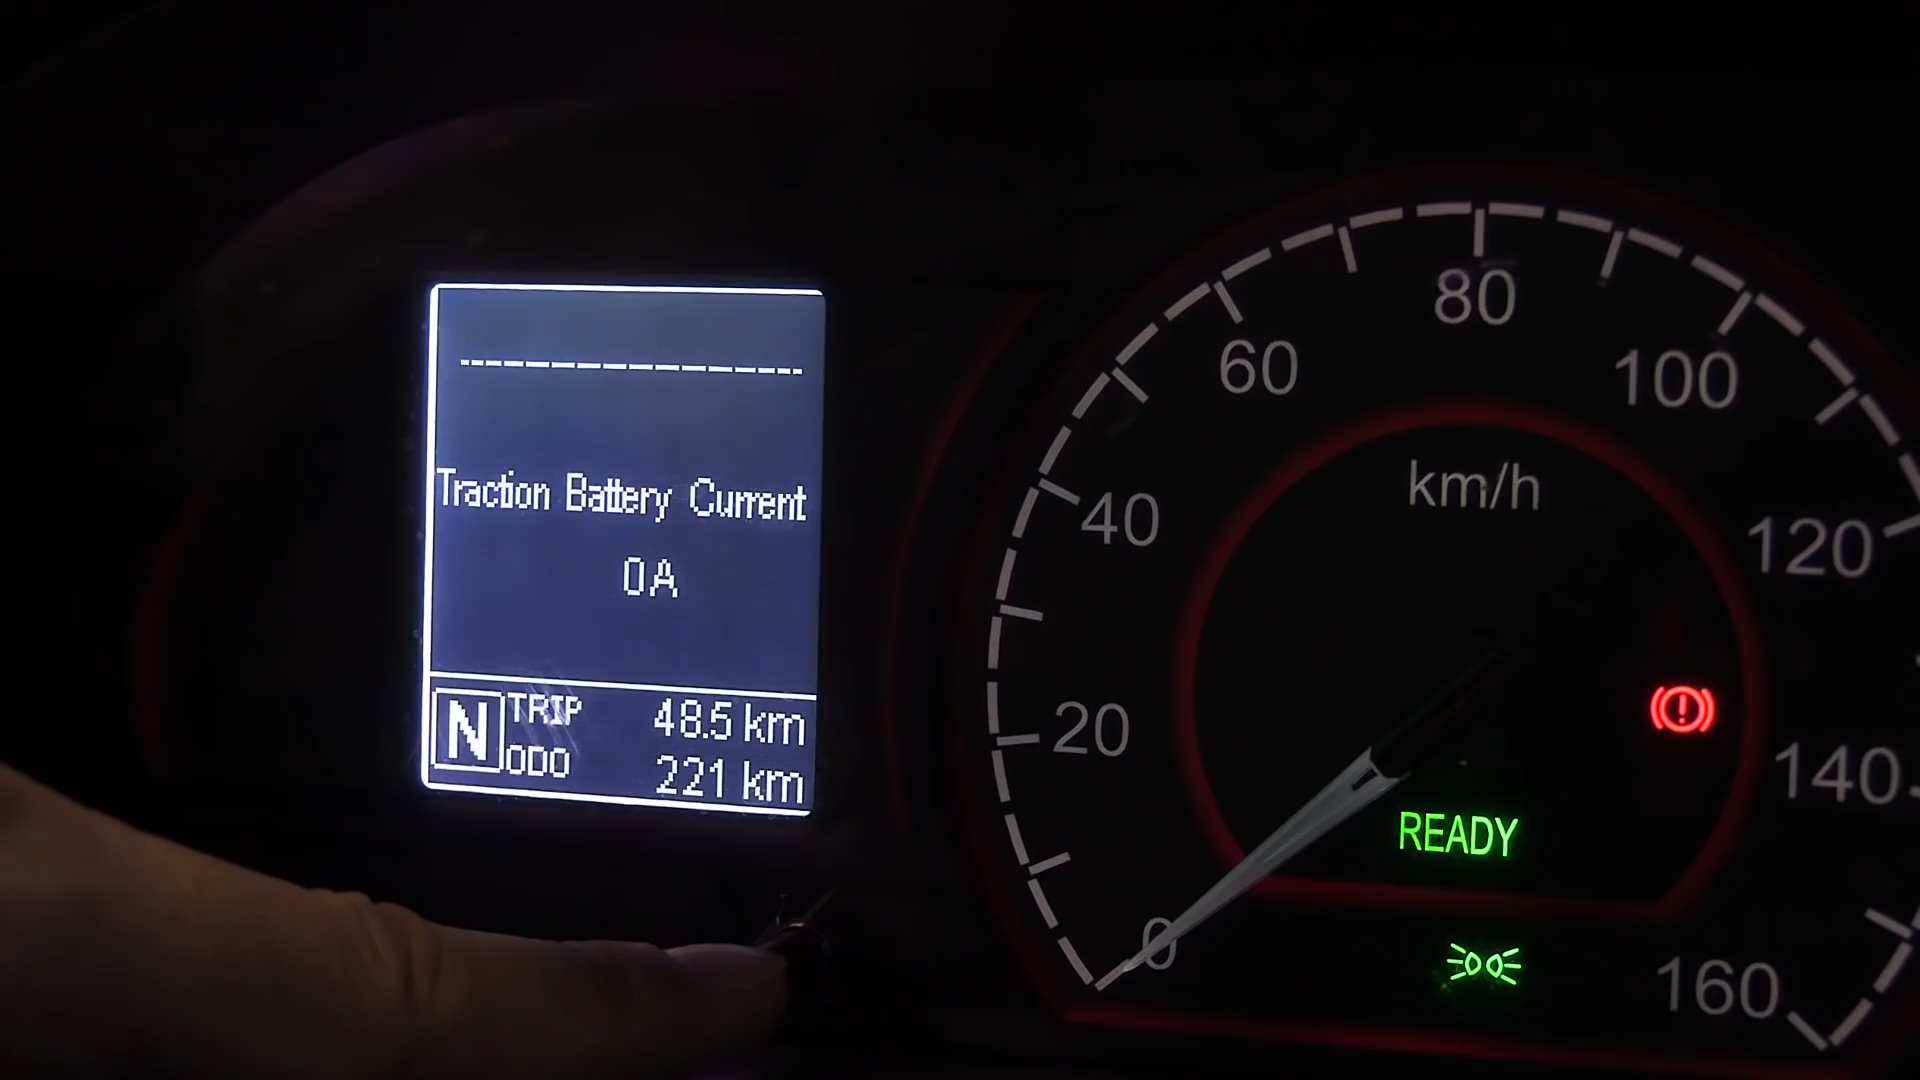 Traction Battery Current
0A
N
TRIP 48.5 km
ODO 221 km
0
20
40
60
80
100
120
140
160
km/h
READY